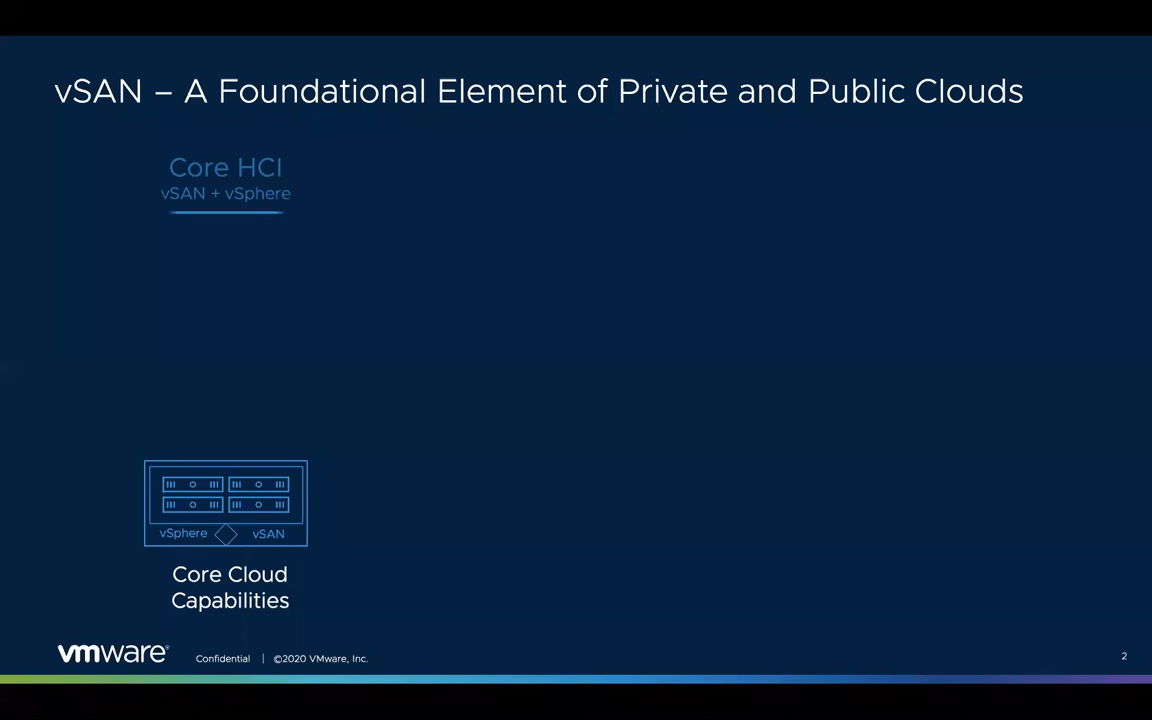 vSAN – A Foundational Element of Private and Public Clouds
Core HCI
vSAN + vSphere
vSphere
vSAN
Core Cloud
Capabilities
vmware®
Confidential | ©2020 VMware, Inc.
2